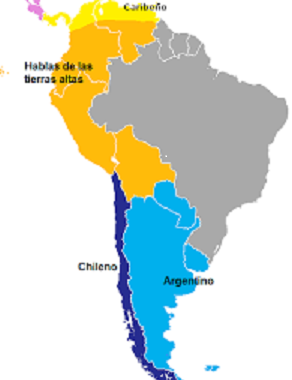 Caribeño
Hablas de las
tierras altas
Chileno
Argentino